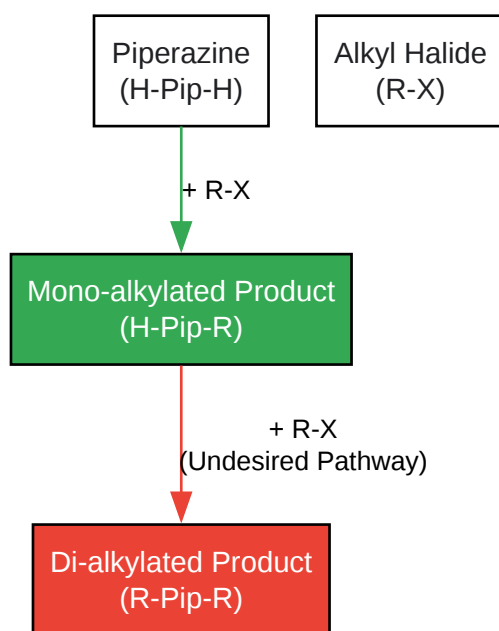 Piperazine
(H-Pip-H)
Alkyl Halide
(R-X)
+ R-X
Mono-alkylated Product
(H-Pip-R)
+ R-X
(Undesired Pathway)
Di-alkylated Product
(R-Pip-R)